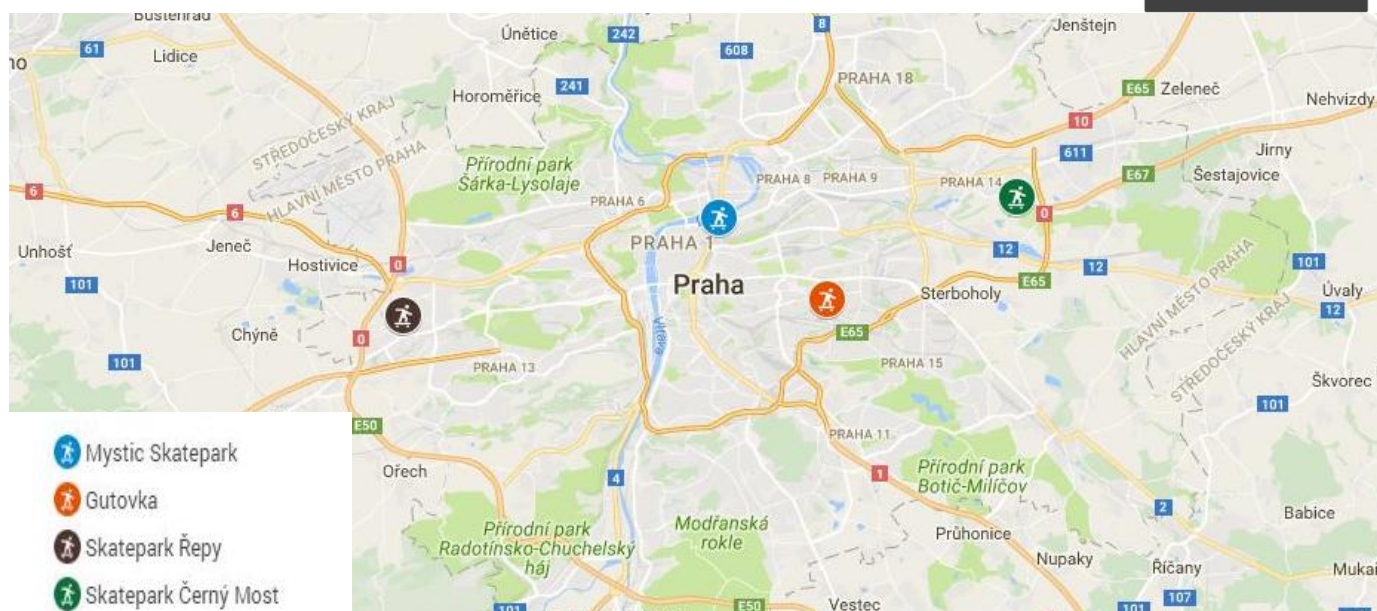 Buštěhrad
242
8
Jenštejn
61
Lidice
Únětice
608
PRAHA 18
241
Horoměřice
E65
Zeleneč
Nehvizdy
STŘEDOČESKÝ KRAJ
HLAVNÍ MĚSTO PRAHA
10
611
Jirny
Přírodní park
Šárka-Lysolaje
PRAHA 8
PRAHA 9
PRAHA 14
E67
Šestajovice
6
6
PRAHA 6
0
Unhošť
Jeneč
Hostivice
0
PRAHA 1
12
12
101
101
Praha
Sterboholy
E65
Úvaly
12
HLAVNÍ MĚSTO PRAHA
STŘEDOČESKÝ KRAJ
Chýně
0
Vltava
E65
101
PRAHA 13
PRAHA 15
Škvorec
101
E50
PRAHA 11
Ořech
4
1
Přírodní park
Botič-Milíčov
2
Babice
Přírodní park
Radotínsko-Chuchelský
háj
Modřanská
rokle
Průhonice
Nupaky
Říčany
101
E50
Vestec
101
107
Mystic Skatepark
Gutovka
Skatepark Řepy
Skatepark Černý Most